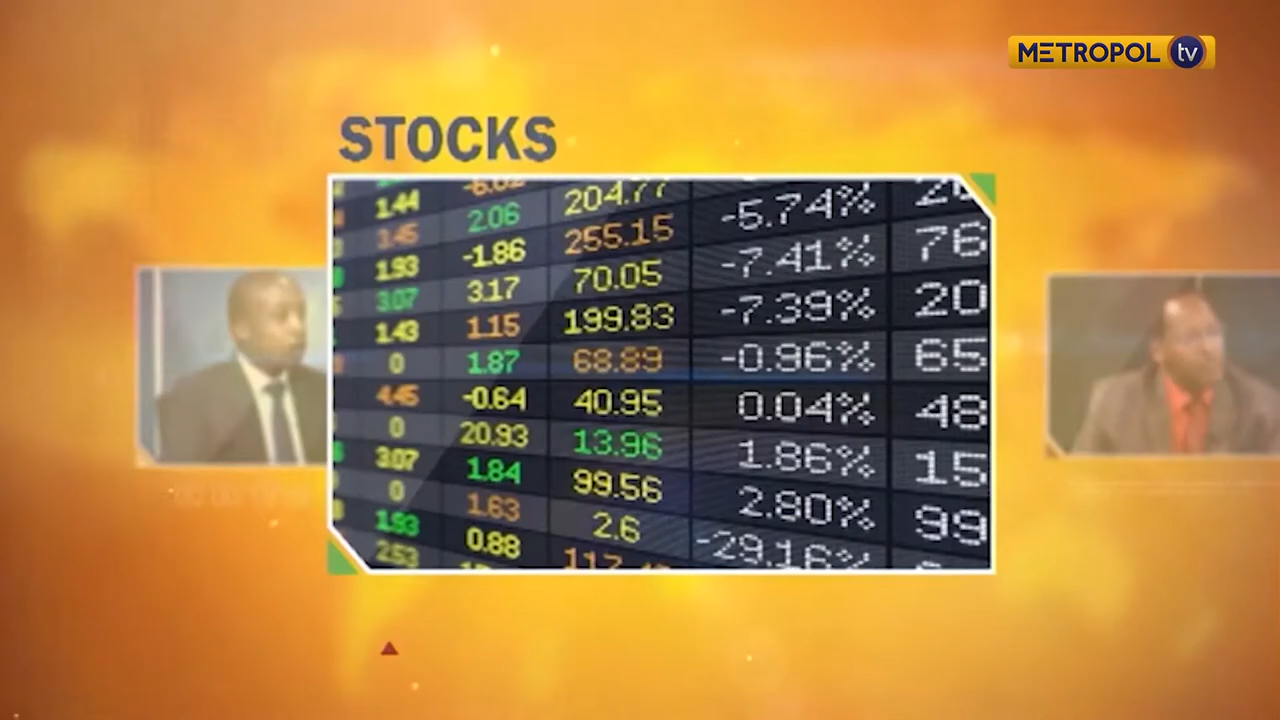 METROPOL tv
STOCKS
1.44 -6.02 204.77 -5.74%
3.45 2.06 255.15 -7.41% 76
1.93 -1.86 70.05 -7.39% 20
3.07 3.17 199.83 -0.96% 65
1.43 1.15 68.89 0.04% 48
0 1.87 40.95 1.86% 15
4.45 -0.64 13.96 2.80% 99
0 20.93 99.56 -29.16%
3.07 1.84 2.6
0 1.63
1.93 0.88
2.53